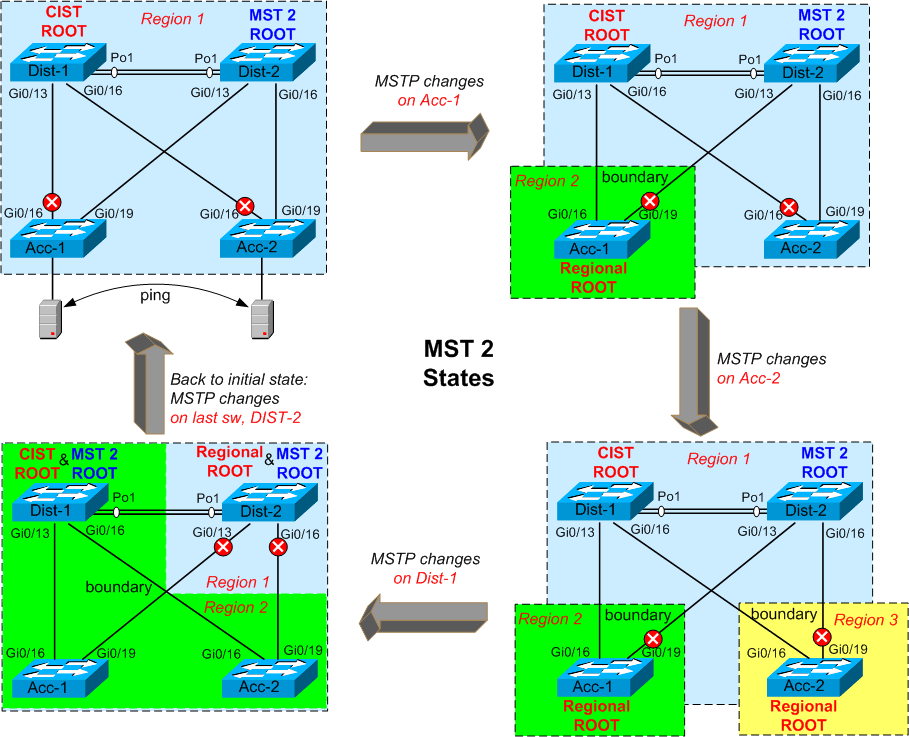 CIST
ROOT
Region 1
MST 2
ROOT
Po1
Po1
Dist-1
Dist-2
Gi0/13
Gi0/16
Gi0/13
Gi0/16
Gi0/16
Gi0/19
Gi0/16
Gi0/19
Acc-1
Acc-2
ping
MSTP changes
on Acc-1
CIST
ROOT
Region 1
MST 2
ROOT
Po1
Po1
Dist-1
Dist-2
Gi0/13
Gi0/16
Gi0/13
Gi0/16
Region 2
boundary
Gi0/16
Gi0/19
Gi0/16
Gi0/19
Acc-1
Acc-2
Regional
ROOT
MST 2
States
MSTP changes
on Acc-2
Back to initial state:
MSTP changes
on last sw, DIST-2
CIST
ROOT
&
MST 2
ROOT
Regional
ROOT
&
MST 2
ROOT
Po1
Po1
Dist-1
Dist-2
Gi0/13
Gi0/16
Gi0/13
Gi0/16
boundary
Region 1
Region 2
Gi0/16
Gi0/19
Gi0/16
Gi0/19
Acc-1
Acc-2
MSTP changes
on Dist-1
CIST
ROOT
Region 1
MST 2
ROOT
Po1
Po1
Dist-1
Dist-2
Gi0/13
Gi0/16
Gi0/13
Gi0/16
Region 2
boundary
boundary
Region 3
Gi0/16
Gi0/19
Gi0/16
Gi0/19
Acc-1
Acc-2
Regional
ROOT
Regional
ROOT